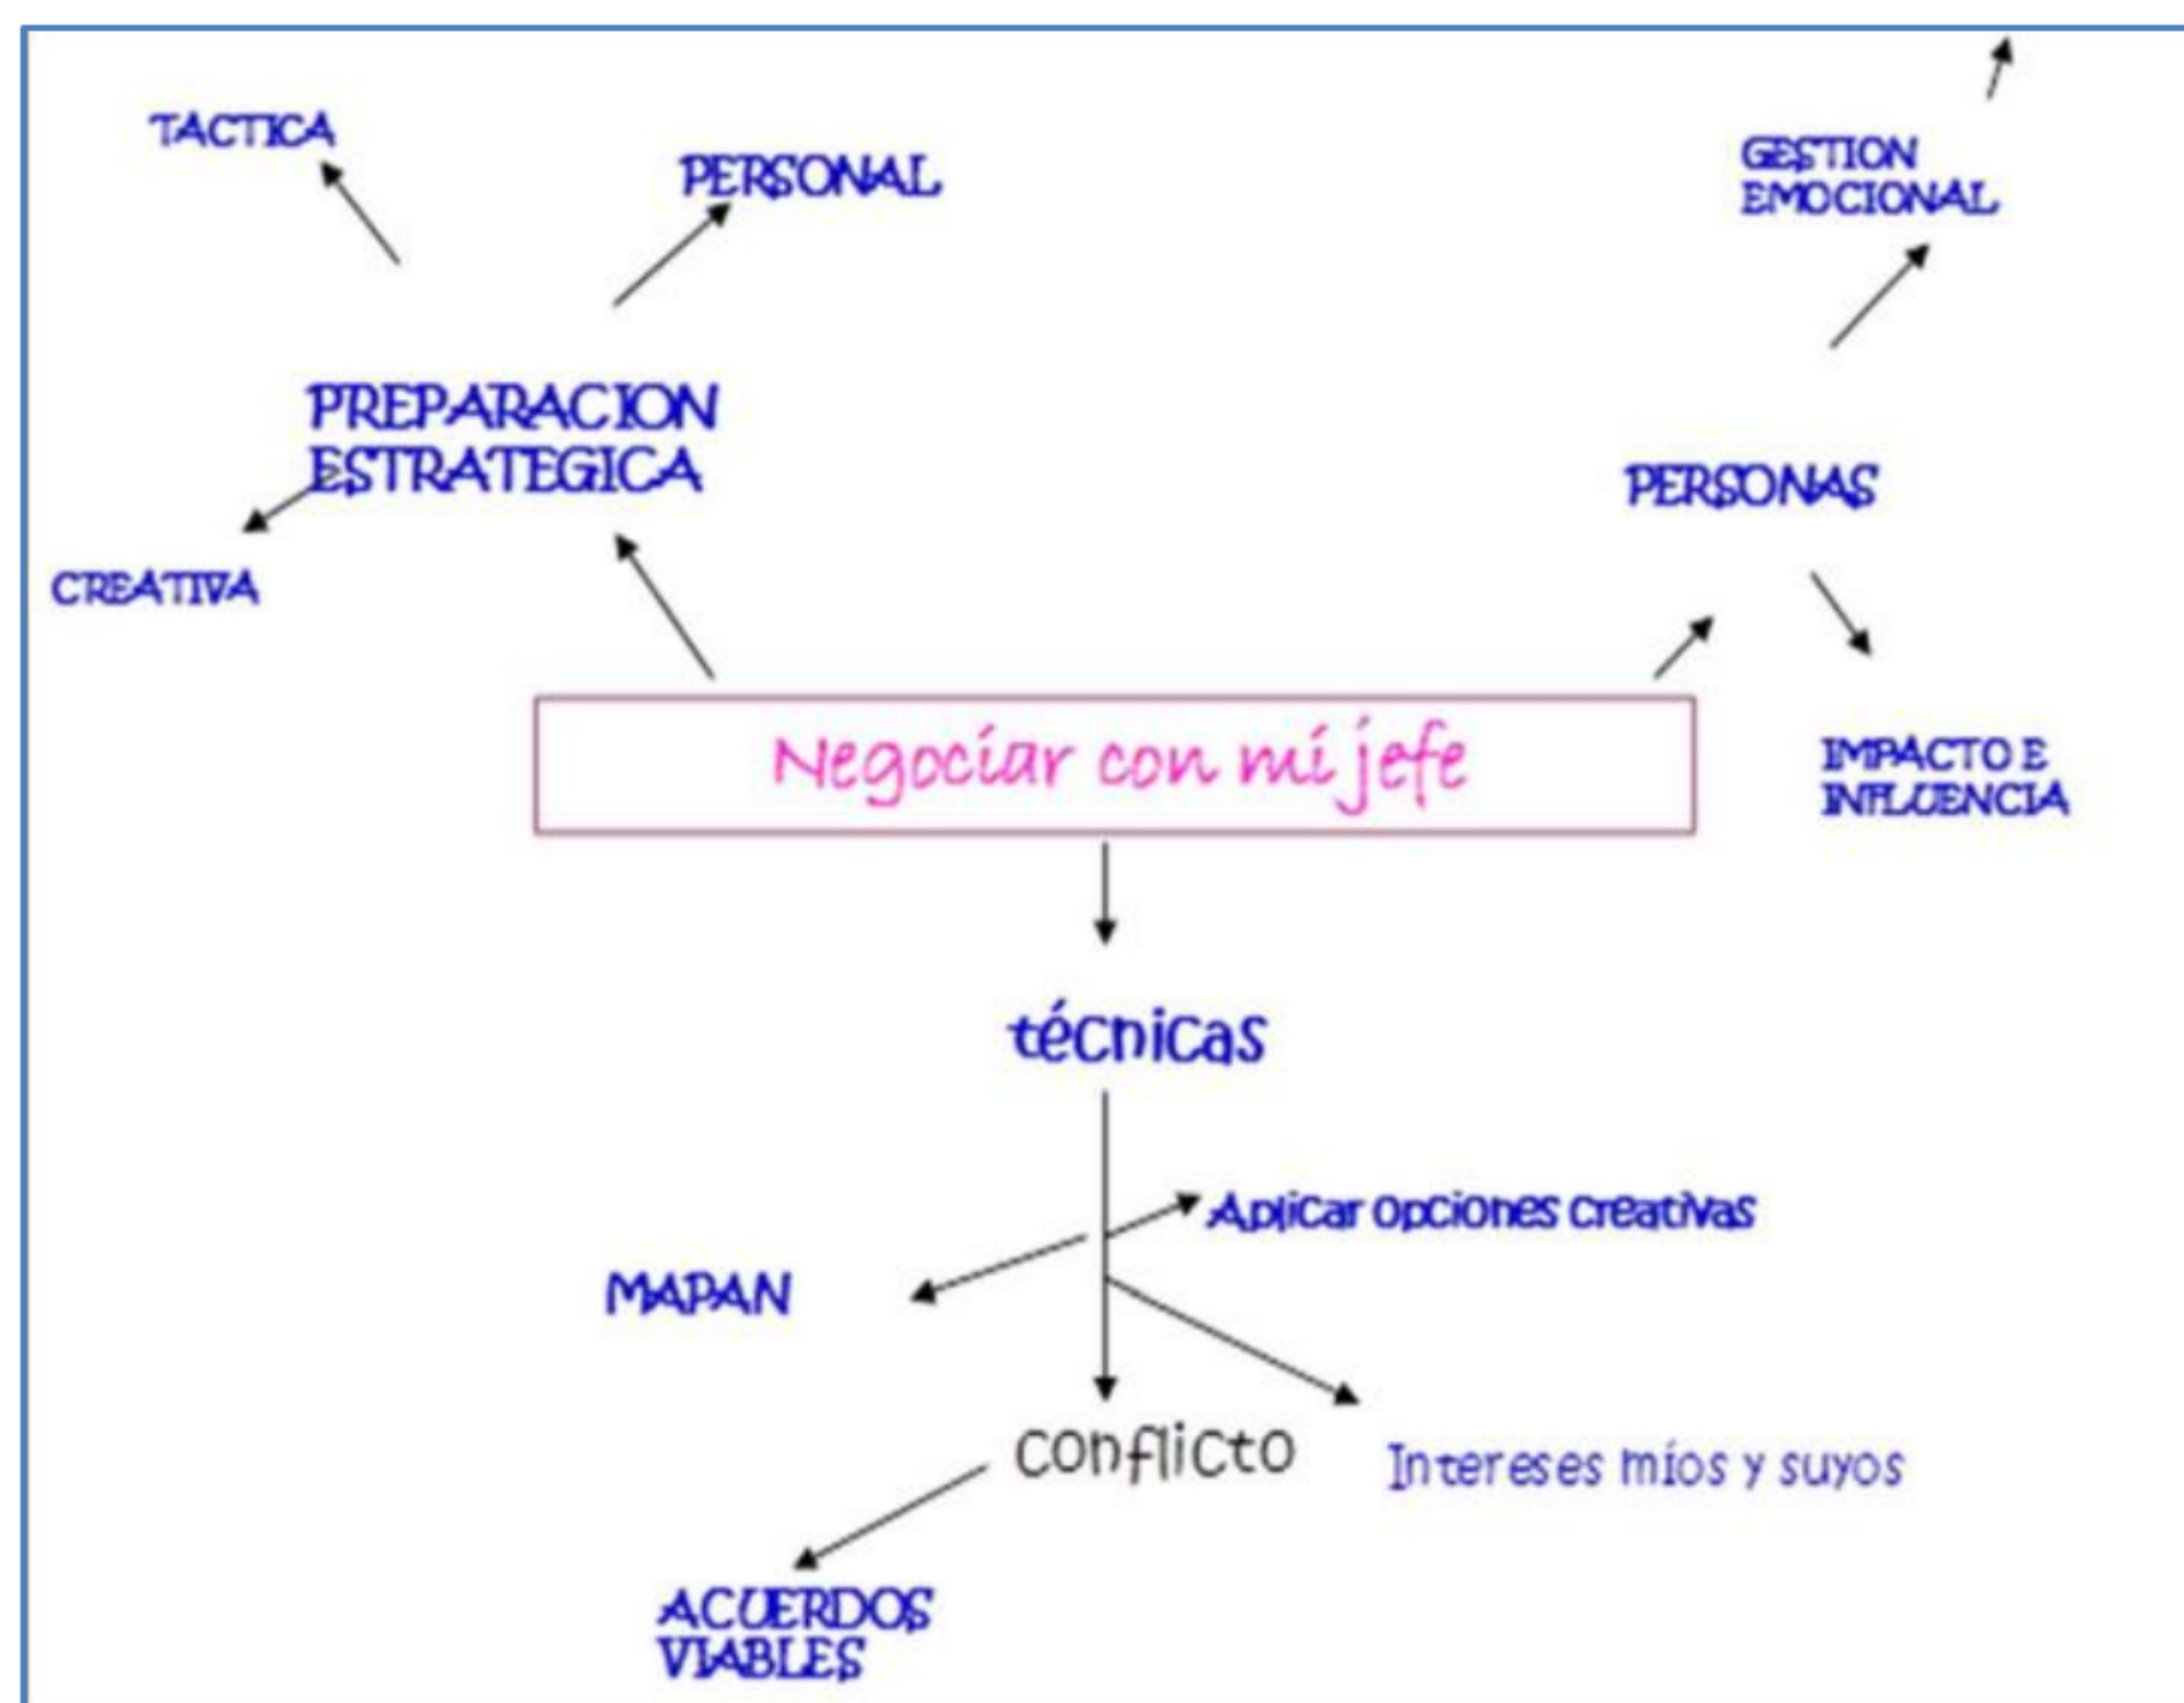 TACTICA
PERSONAL
GESTION
EMOCIONAL
PREPARACION
ESTRATEGICA
PERSONAS
CREATIVA
Negociar con mi jefe
IMPACTO E
INFLUENCIA
técnicas
Aplicar opciones creativas
MAPAN
conflicto
Intereses míos y suyos
ACUERDOS
VIABLES